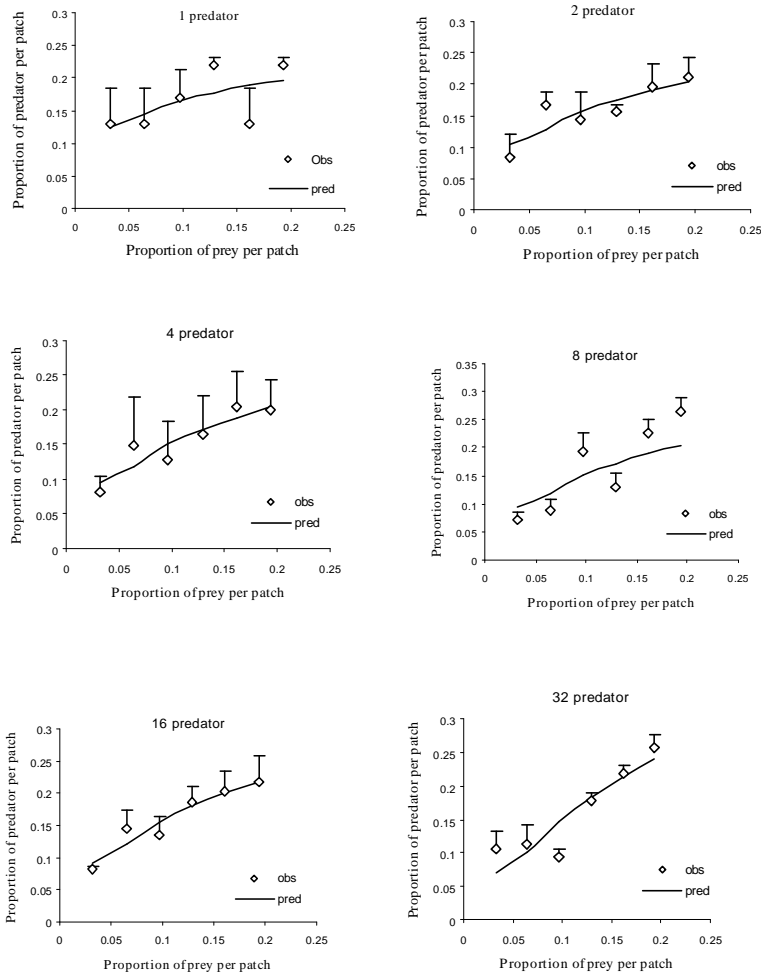 1 predator
Proportion of predator per patch
0.3
0.25
0.2
0.15
0.1
0.05
0
0 0.05 0.1 0.15 0.2 0.25
Obs
pred
Proportion of prey per patch
2 predator
Proportion of predator per patch
0.3
0.25
0.2
0.15
0.1
0.05
0
0 0.05 0.1 0.15 0.2 0.25
obs
pred
Proportion of prey per patch
4 predator
Proportion of predator per patch
0.3
0.25
0.2
0.15
0.1
0.05
0
0 0.05 0.1 0.15 0.2 0.25
obs
pred
Proportion of prey per patch
8 predator
Proportion of predator per patch
0.35
0.3
0.25
0.2
0.15
0.1
0.05
0
0 0.05 0.1 0.15 0.2 0.25
obs
pred
Proportion of prey per patch
16 predator
Proportion of predator per patch
0.3
0.25
0.2
0.15
0.1
0.05
0
0 0.05 0.1 0.15 0.2 0.25
obs
pred
Proportion of prey per patch
32 predator
Proportion of predator per patch
0.3
0.25
0.2
0.15
0.1
0.05
0
0 0.05 0.1 0.15 0.2 0.25
obs
pred
Proportion of prey per patch